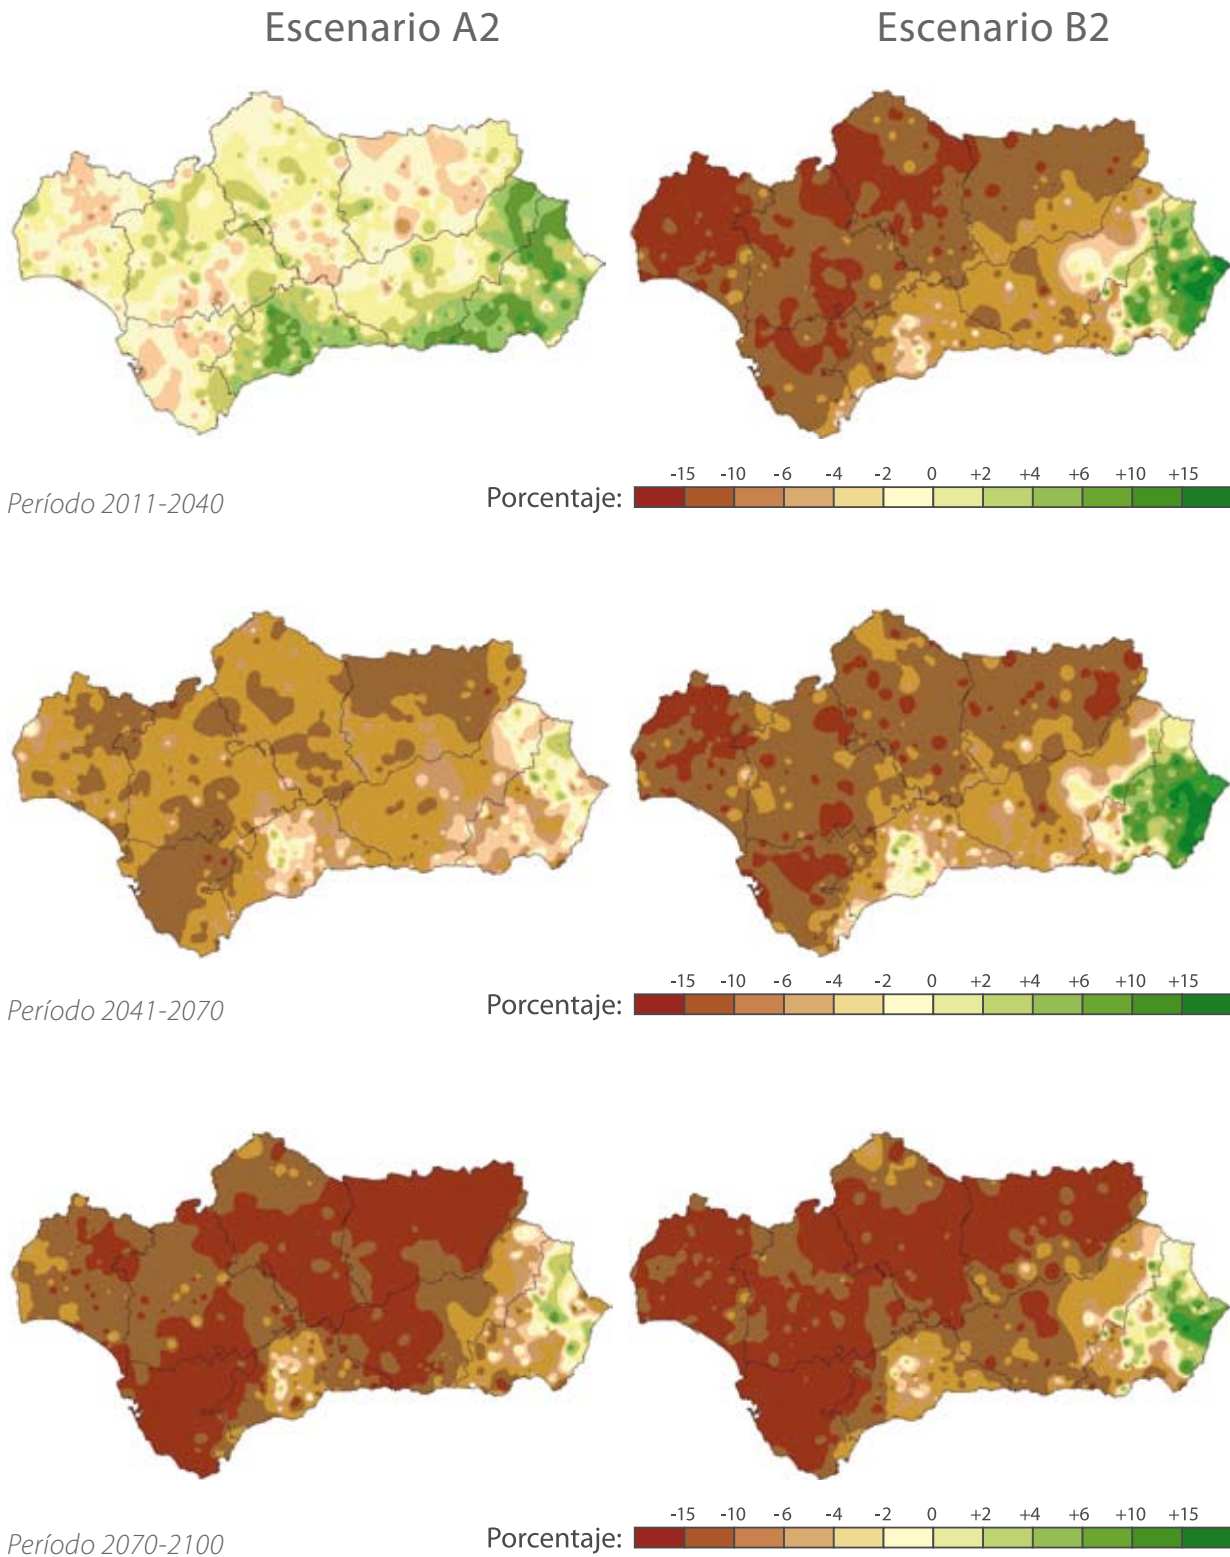 Escenario A2
Escenario B2
-15 -10 -6 -4 -2 0 +2 +4 +6 +10 +15
Período 2011-2040
Porcentaje:
-15 -10 -6 -4 -2 0 +2 +4 +6 +10 +15
Período 2041-2070
Porcentaje:
-15 -10 -6 -4 -2 0 +2 +4 +6 +10 +15
Período 2070-2100
Porcentaje: